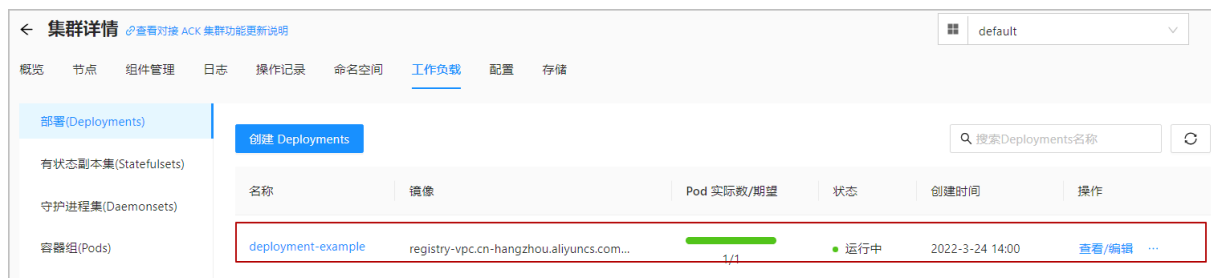 集群详情 查看对接 ACK 集群功能更新说明 default
概览 节点 组件管理 日志 操作记录 命名空间 工作负载 配置 存储
部署(Deployments)
有状态副本集(Statefulsets)
守护进程集(Daemonsets)
容器组(Pods)
创建 Deployments 搜索Deployments名称
名称 镜像 Pod 实际数/期望 状态 创建时间 操作
deployment-example registry-vpc.cn-hangzhou.aliyuncs.com... 1/1 运行中 2022-3-24 14:00 查看/编辑 ...